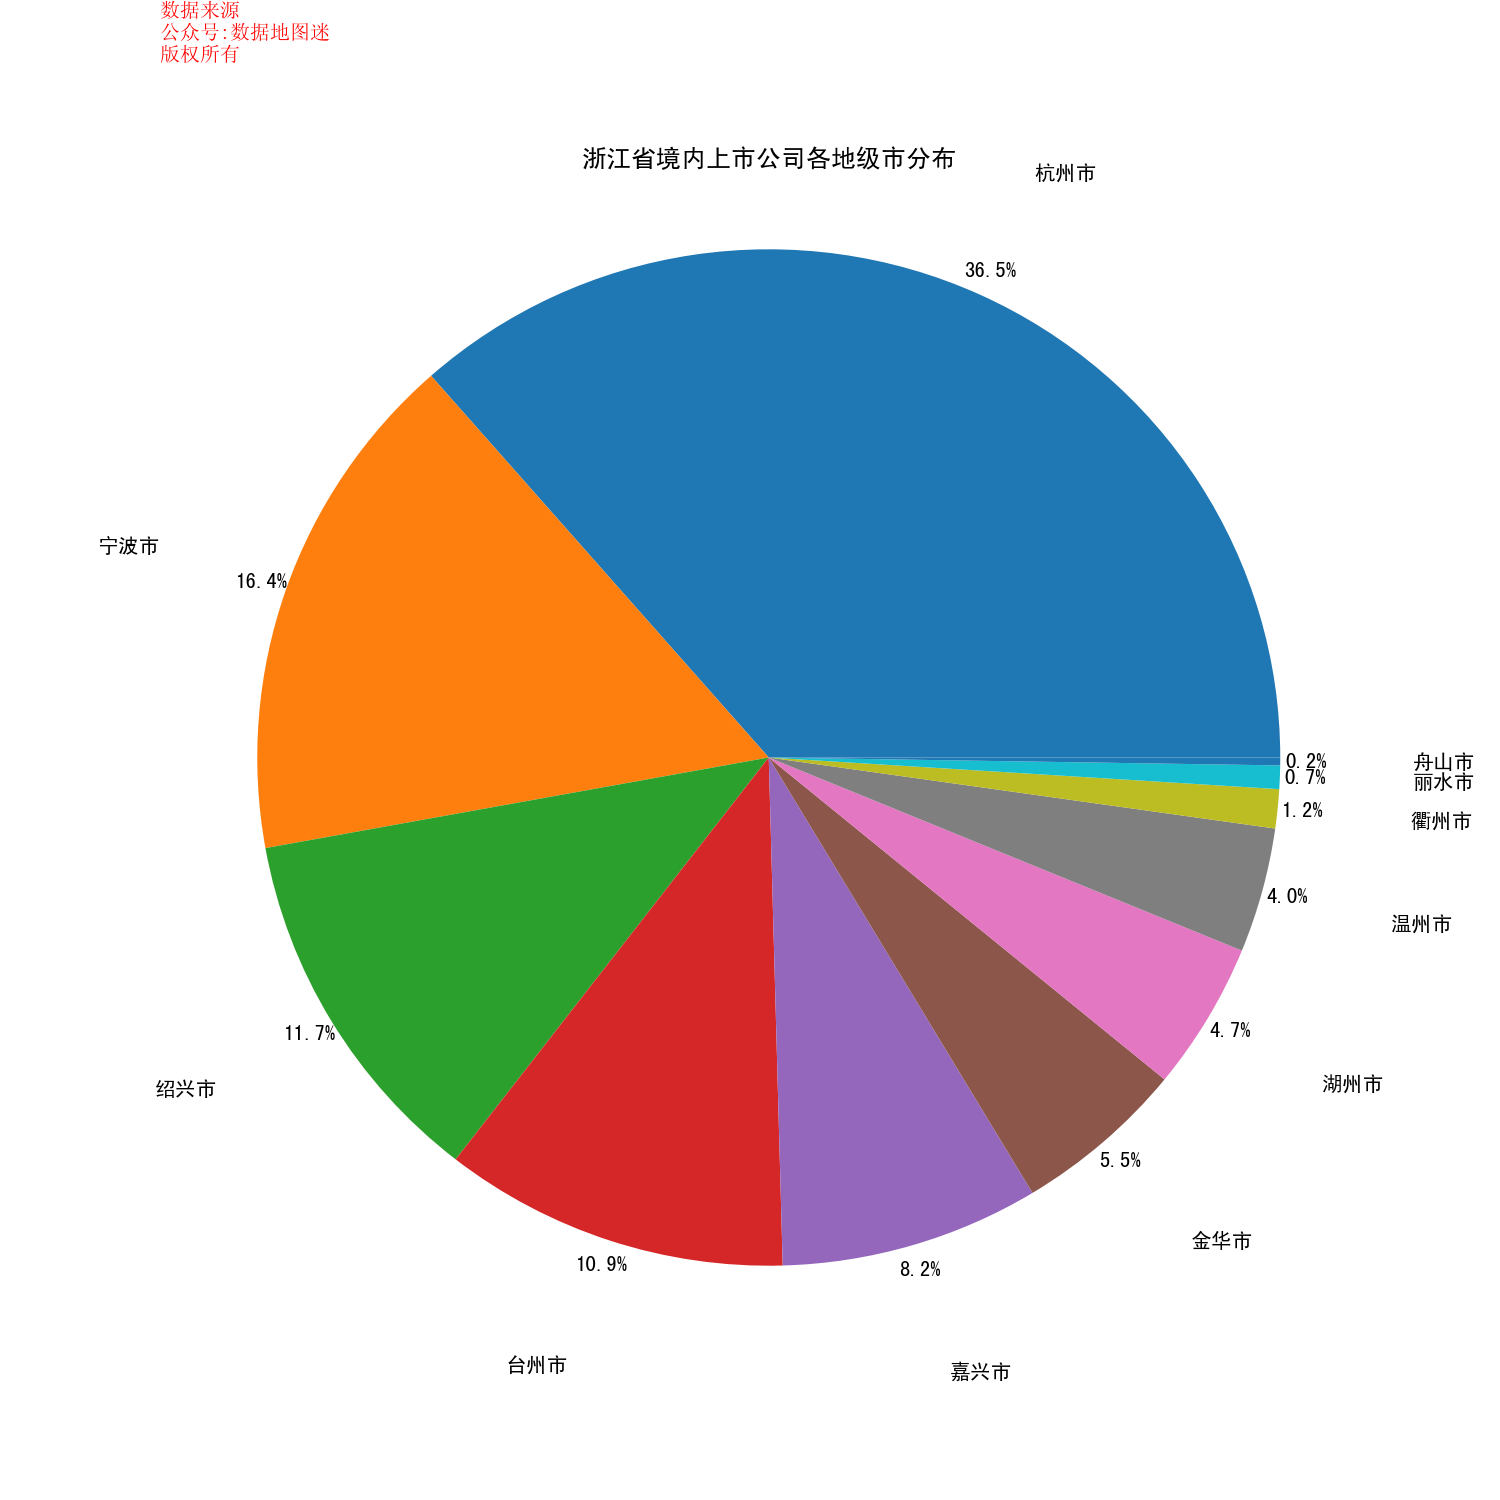 数据来源
公众号:数据地图迷
版权所有
浙江省境内上市公司各地级市分布
杭州市
36.5%
宁波市
16.4%
舟山市
0.2%
丽水市
0.7%
衢州市
1.2%
温州市
4.0%
绍兴市
11.7%
湖州市
4.7%
金华市
5.5%
台州市
10.9%
嘉兴市
8.2%